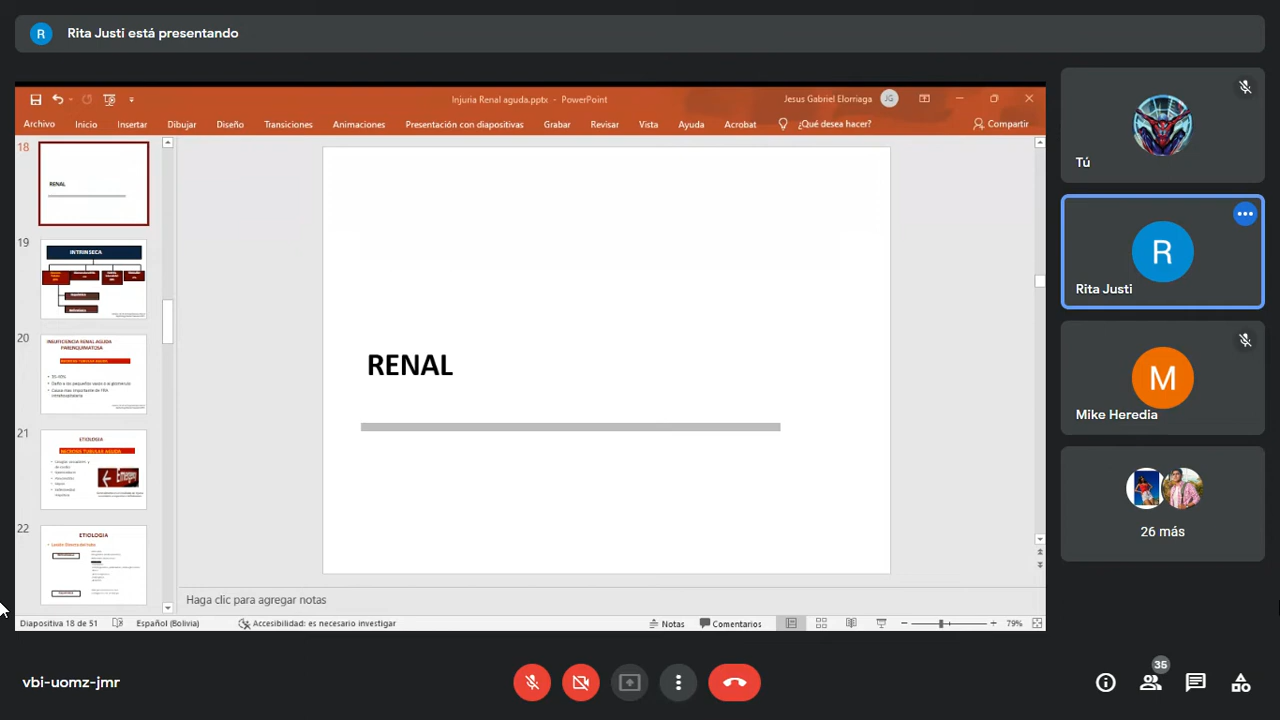 R Rita Justi está presentando
Injuria Renal aguda.pptx - PowerPoint
Jesus Gabriel Elorriaga JG
Archivo Inicio Insertar Dibujar Diseño Transiciones Animaciones Presentación con diapositivas Grabar Revisar Vista Ayuda Acrobat ¿Qué desea hacer? Compartir
18
RENAL
19
INTRINSECA
20
INSUFICIENCIA RENAL AGUDA
PARENQUIMATOSA
NECROSIS TUBULAR AGUDA
21
ETIOLOGIA
NECROSIS TUBULAR AGUDA
22
ETIOLOGIA
RENAL
Haga clic para agregar notas
Diapositiva 18 de 51 Español (Bolivia) Accesibilidad: es necesario investigar Notas Comentarios 79%
Tú
R
Rita Justi
M
Mike Heredia
26 más
vbi-uomz-jmr
35